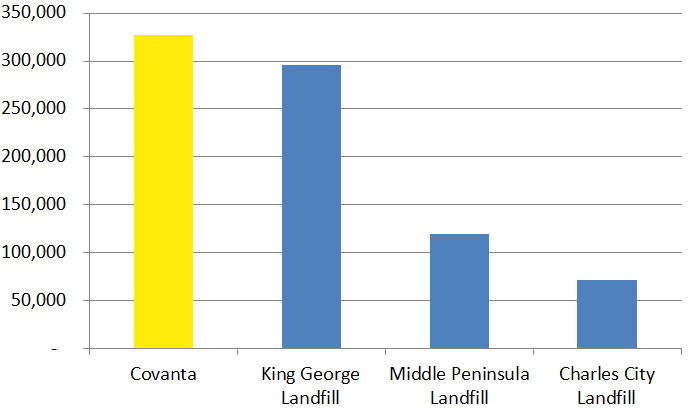 350,000
300,000
250,000
200,000
150,000
100,000
50,000
-
Covanta
King George
Landfill
Middle Peninsula
Landfill
Charles City
Landfill